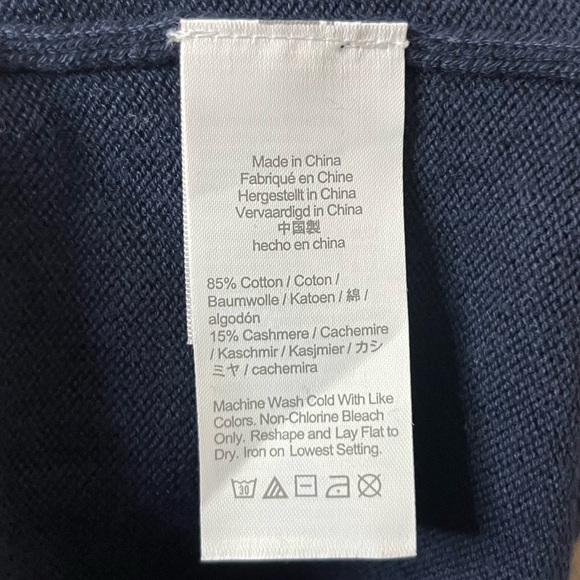 Made in China
Fabriqué en Chine
Hergestellt in China
Vervaardigd in China
中国製
hecho en china
85% Cotton / Coton /
Baumwolle / Katoen / 綿 /
algodón
15% Cashmere / Cachemire
/ Kaschmir / Kasjmier / カシ
ミヤ / cachemira
Machine Wash Cold With Like
Colors. Non-Chlorine Bleach
Only. Reshape and Lay Flat to
Dry. Iron on Lowest Setting.
30